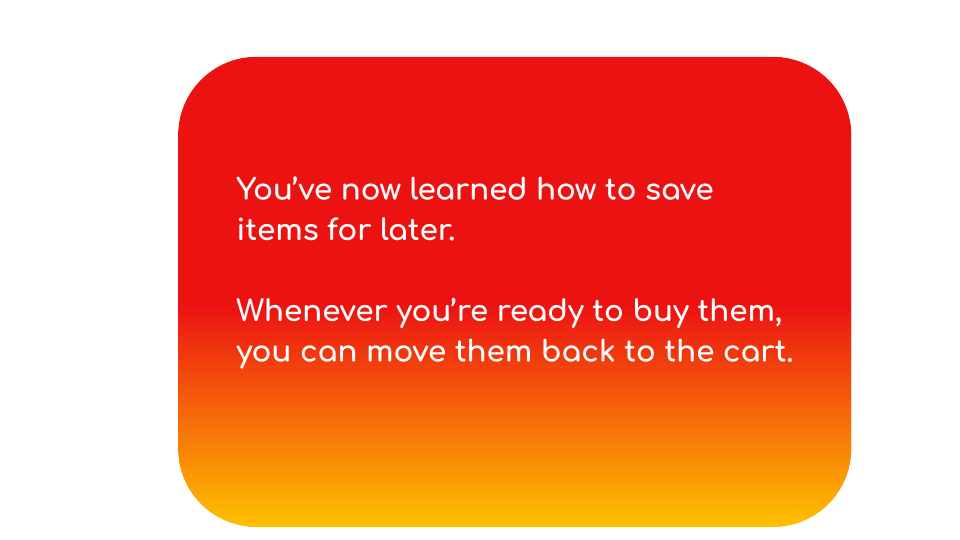 You’ve now learned how to save
items for later.
Whenever you’re ready to buy them,
you can move them back to the cart.